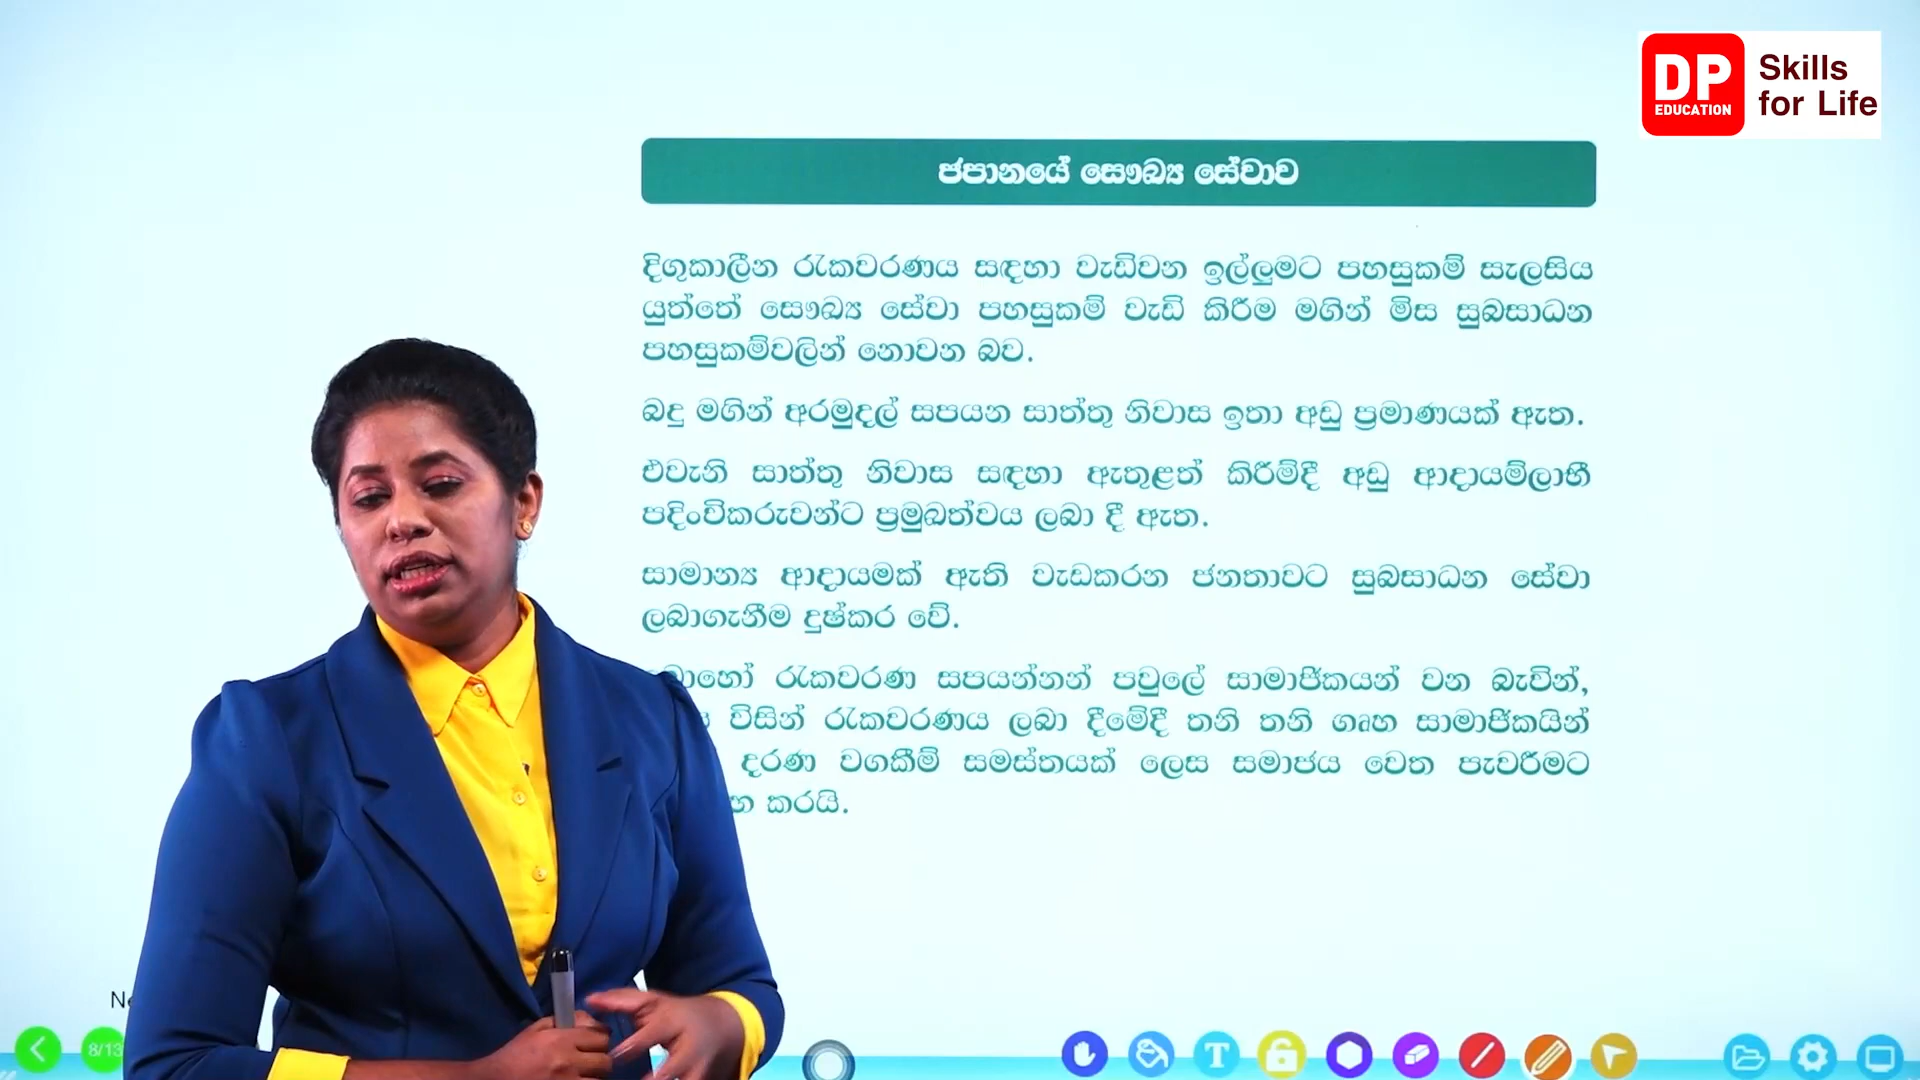 DP
EDUCATION
Skills
for Life
ජපානයේ සෞඛ්‍ය සේවාව
දිගුකාලීන රැකවරණය සඳහා වැඩිවන ඉල්ලුමට පහසුකම් සැලසිය
යුත්තේ සෞඛ්‍ය සේවා පහසුකම් වැඩි කිරීම මගින් මිස සුබසාධන
පහසුකම්වලින් නොවන බව.
බදු මගින් අරමුදල් සපයන සාත්තු නිවාස ඉතා අඩු ප්‍රමාණයක් ඇත.
එවැනි සාත්තු නිවාස සඳහා ඇතුළත් කිරීම්දී අඩු ආදායම්ලාභී
පදිංචිකරුවන්ට ප්‍රමුඛත්වය ලබා දී ඇත.
සාමාන්‍ය ආදායමක් ඇති වැඩකරන ජනතාවට සුබසාධන සේවා
ලබාගැනීම දුෂ්කර වේ.
රැකවරණ සපයන්නන් පවුලේ සාමාජිකයන් වන බැවින්,
විසින් රැකවරණය ලබා දීමේදී තනි තනි ගෘහ සාමාජිකයින්
දරණ වගකීම් සමස්තයක් ලෙස සමාජය වෙත පැවරීමට
කරයි.
8/13